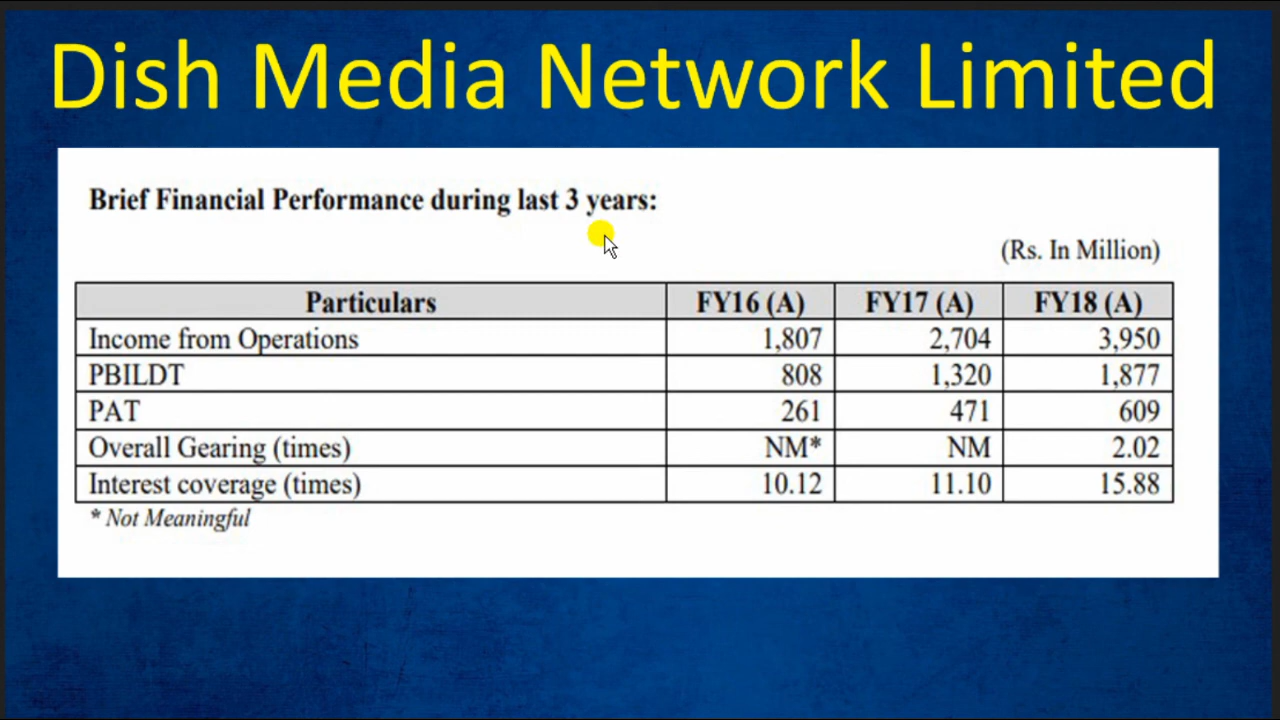 Dish Media Network Limited
Brief Financial Performance during last 3 years:
(Rs. In Million)
Particulars FY16 (A) FY17 (A) FY18 (A)
Income from Operations 1,807 2,704 3,950
PBILDT 808 1,320 1,877
PAT 261 471 609
Overall Gearing (times) NM* NM 2.02
Interest coverage (times) 10.12 11.10 15.88
* Not Meaningful